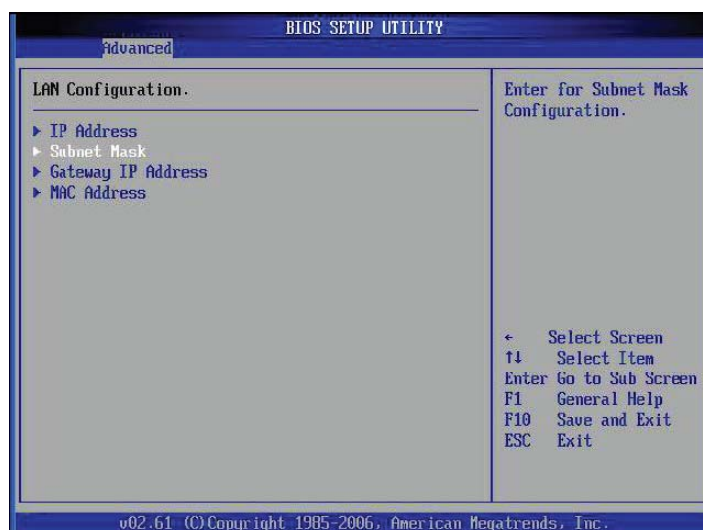 BIOS SETUP UTILITY
Advanced
LAN Configuration.
▶ IP Address
▶ Subnet Mask
▶ Gateway IP Address
▶ MAC Address
Enter for Subnet Mask
Configuration.
← Select Screen
↑↓ Select Item
Enter Go to Sub Screen
F1 General Help
F10 Save and Exit
ESC Exit
v02.61 (C)Copyright 1985-2006, American Megatrends, Inc.